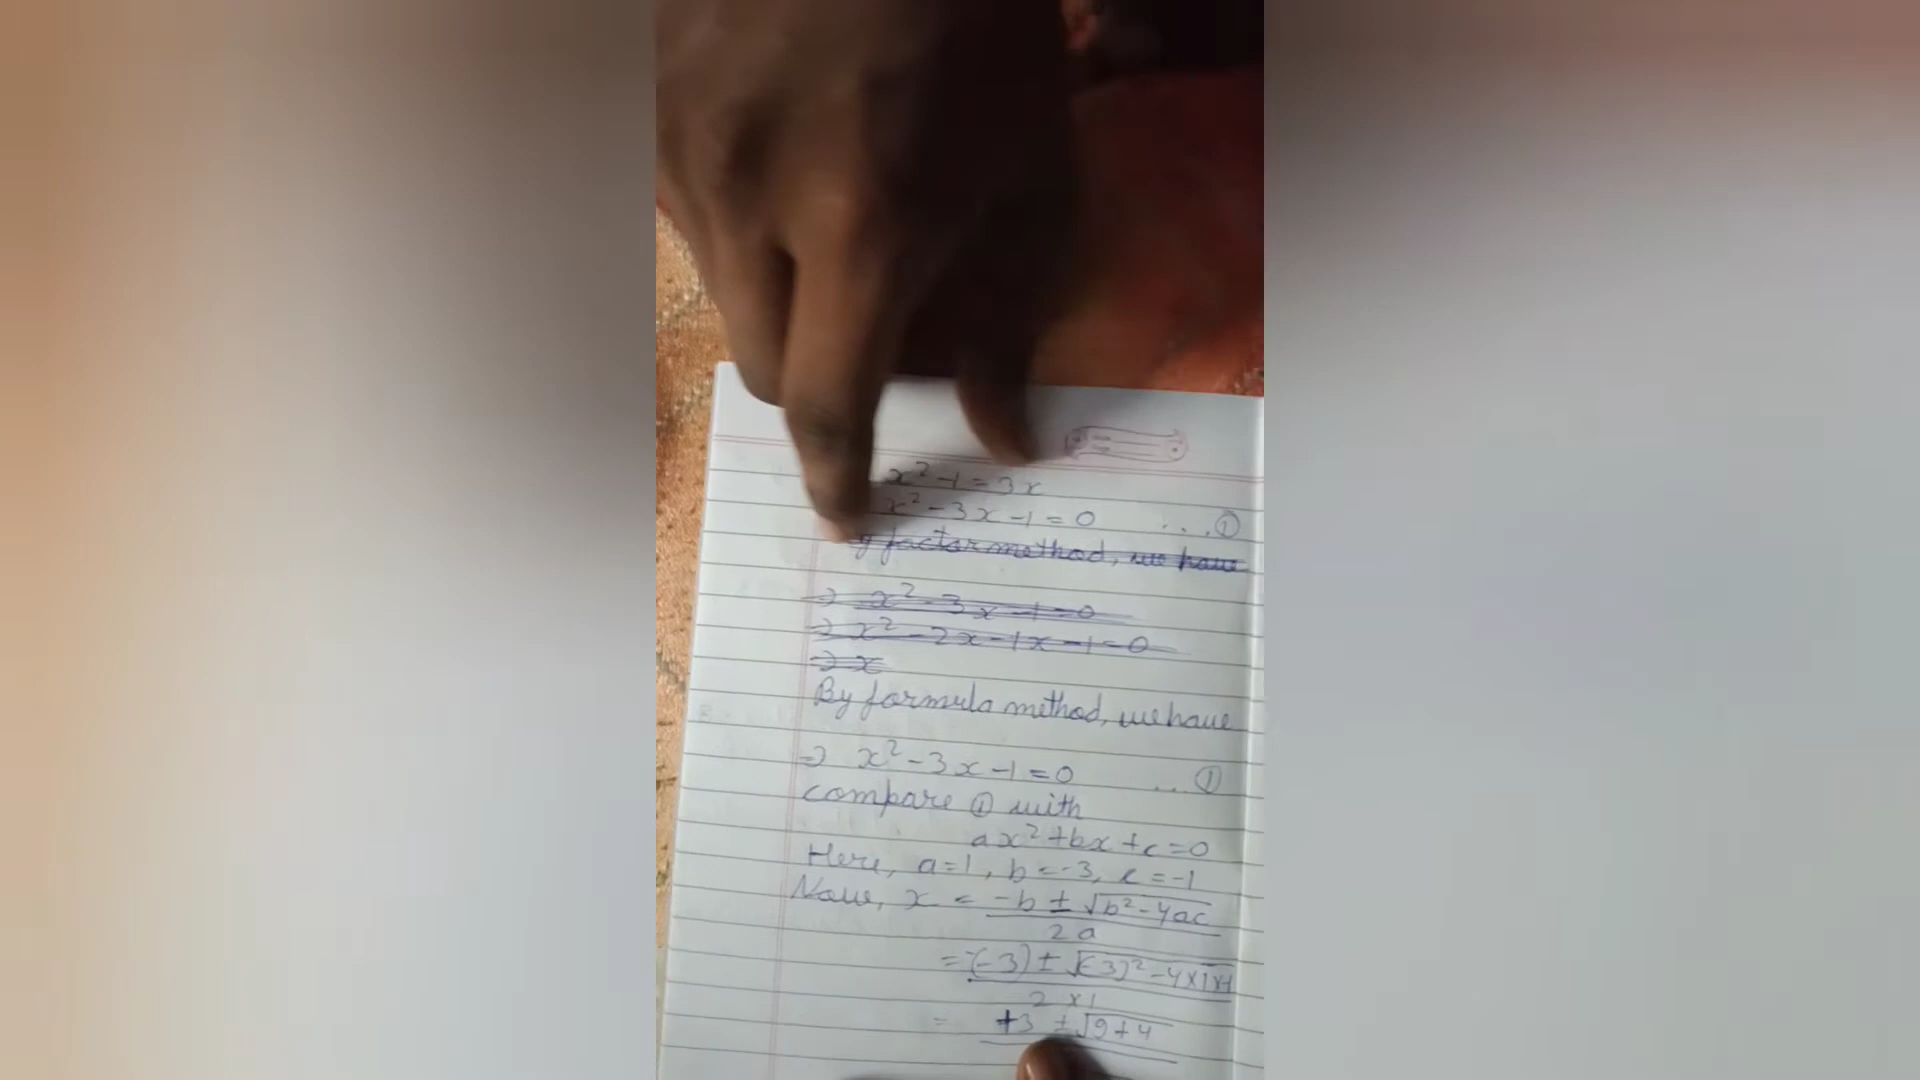 x² - 1 = 3x
x² - 3x - 1 = 0 ... ①
factor method, we have
⇒ x² - 3x - 1 = 0
⇒ x² - 2x - 1x - 1 = 0
⇒ x
By formula method, we have
⇒ x² - 3x - 1 = 0 ... ①
compare ① with
ax² + bx + c = 0
Here, a = 1, b = -3, c = -1
Now, x = -b ± √b² - 4ac
2a
= -(-3) ± √(-3)² - 4×1×-1
2 × 1
= +3 ± √9 + 4